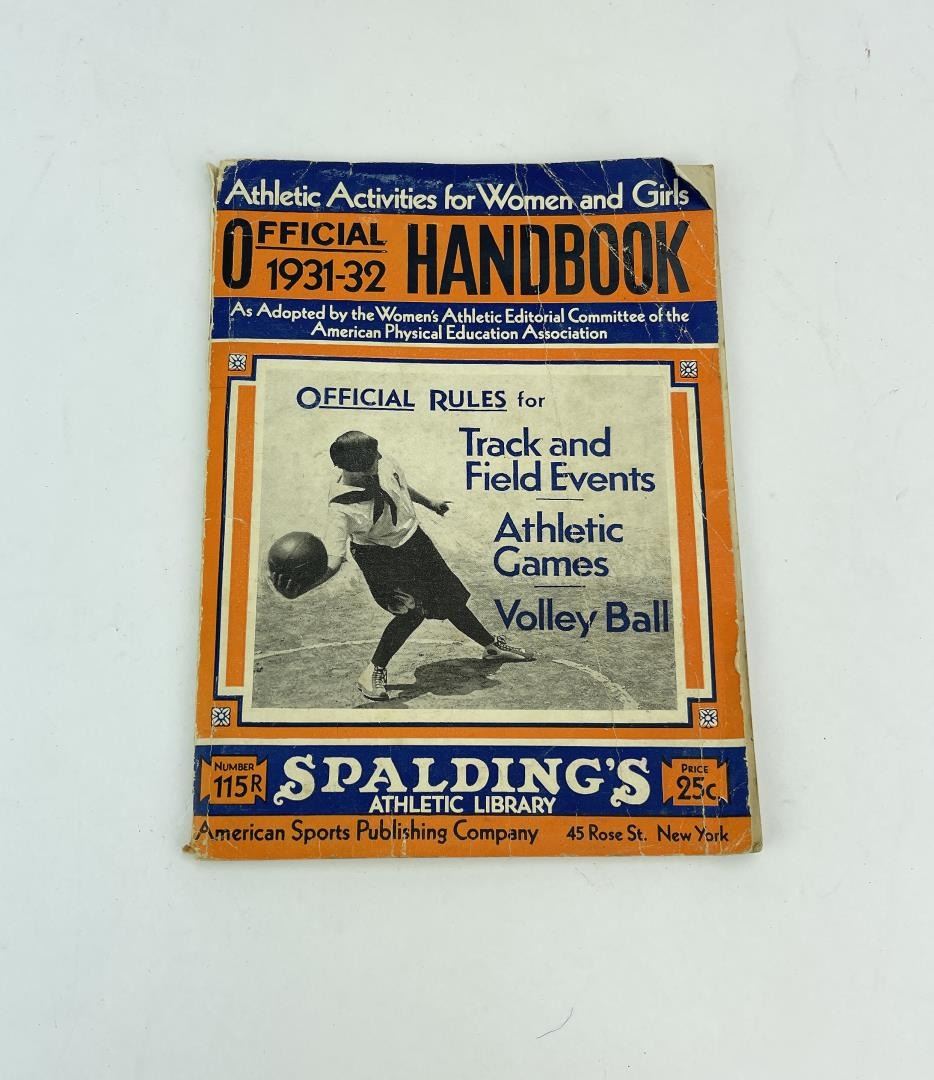 Athletic Activities for Women and Girls
OFFICIAL 1931-32 HANDBOOK
As Adopted by the Women's Athletic Editorial Committee of the
American Physical Education Association
OFFICIAL RULES for
Track and
Field Events
Athletic
Games
Volley Ball
NUMBER
115R
SPALDING'S
ATHLETIC LIBRARY
PRICE
25c.
American Sports Publishing Company 45 Rose St. New York